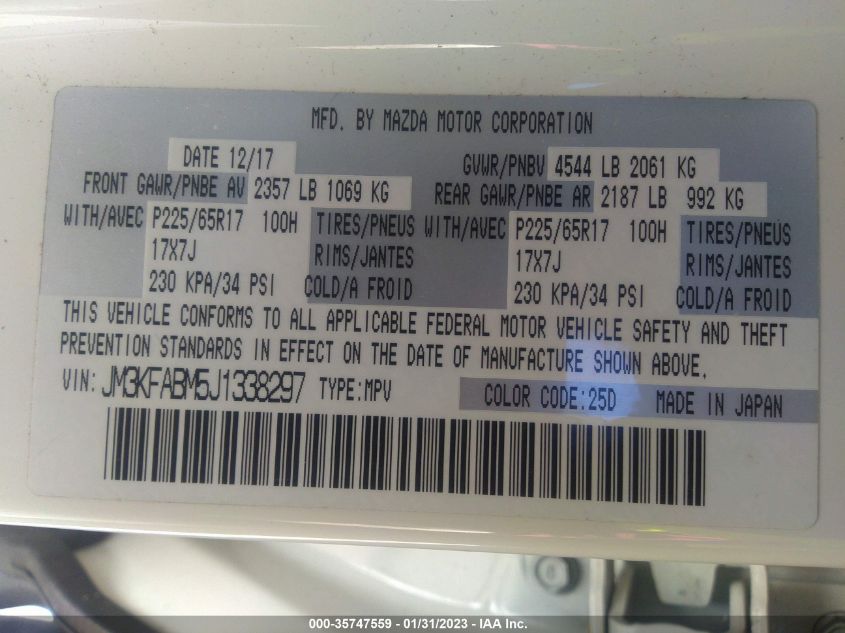 MFD. BY MAZDA MOTOR CORPORATION
DATE 12/17 GVWR/PNBV 4544 LB 2061 KG
FRONT GAWR/PNBE AV 2357 LB 1069 KG REAR GAWR/PNBE AR 2187 LB 992 KG
WITH/AVEC P225/65R17 100H TIRES/PNEUS WITH/AVEC P225/65R17 100H TIRES/PNEUS
17X7J RIMS/JANTES 17X7J RIMS/JANTES
230 KPA/34 PSI COLD/A FROID 230 KPA/34 PSI COLD/A FROID
THIS VEHICLE CONFORMS TO ALL APPLICABLE FEDERAL MOTOR VEHICLE SAFETY AND THEFT
PREVENTION STANDARDS IN EFFECT ON THE DATE OF MANUFACTURE SHOWN ABOVE.
VIN: JM3KFABM5J1338297 TYPE:MPV COLOR CODE:25D MADE IN JAPAN
000-35747559 - 01/31/2023 - IAA Inc.